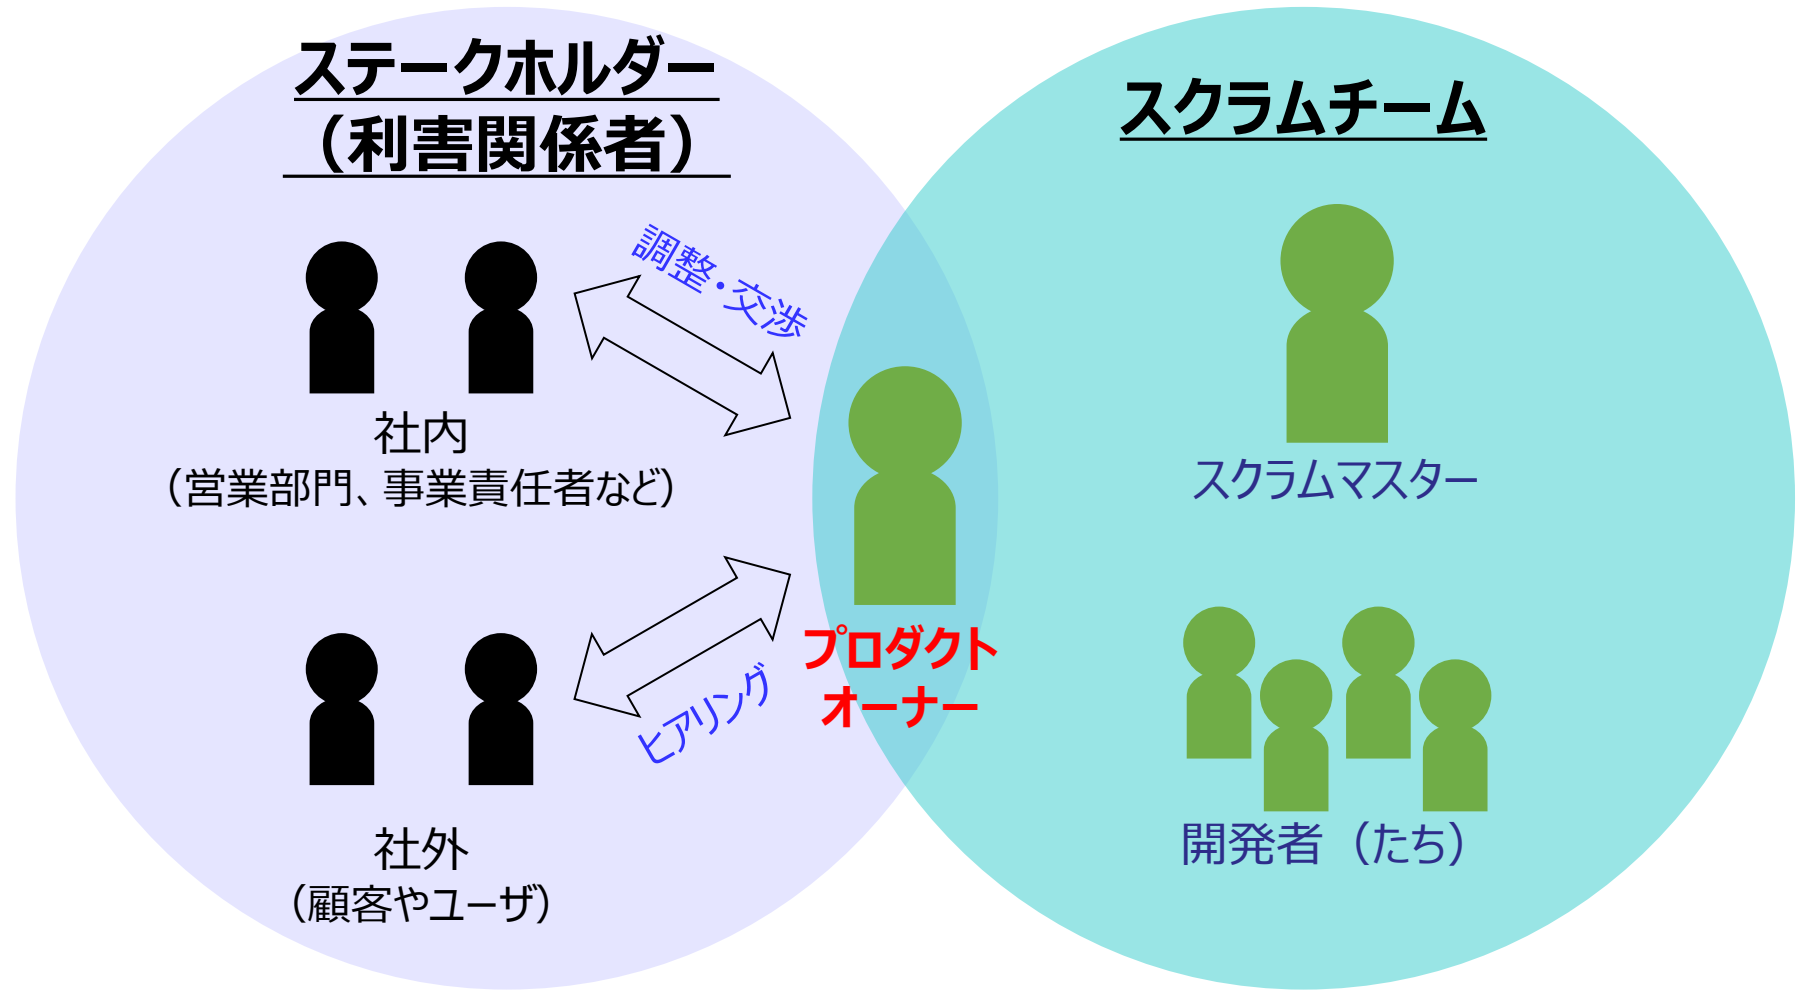 ステークホルダー
（利害関係者）
スクラムチーム
調整・交渉
社内
（営業部門、事業責任者など）
スクラムマスター
プロダクト
オーナー
ヒアリング
社外
（顧客やユーザ）
開発者（たち）